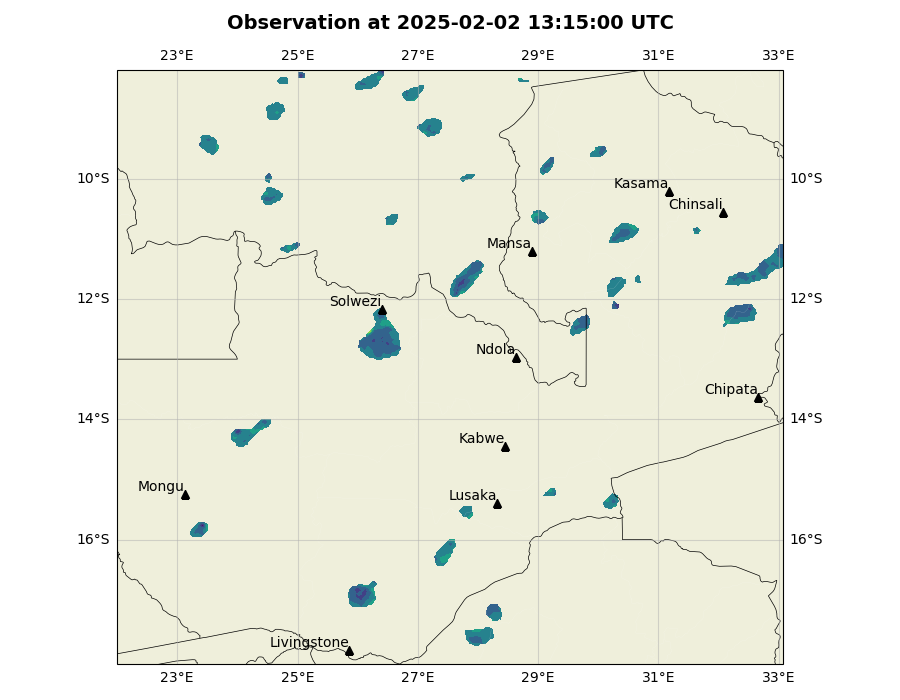 Observation at 2025-02-02 13:15:00 UTC
23°E 25°E 27°E 29°E 31°E 33°E
10°S 10°S
Kasama
Chinsali
Mansa
12°S 12°S
Solwezi
Ndola
Chipata
14°S 14°S
Kabwe
Mongu
Lusaka
16°S 16°S
Livingstone
23°E 25°E 27°E 29°E 31°E 33°E